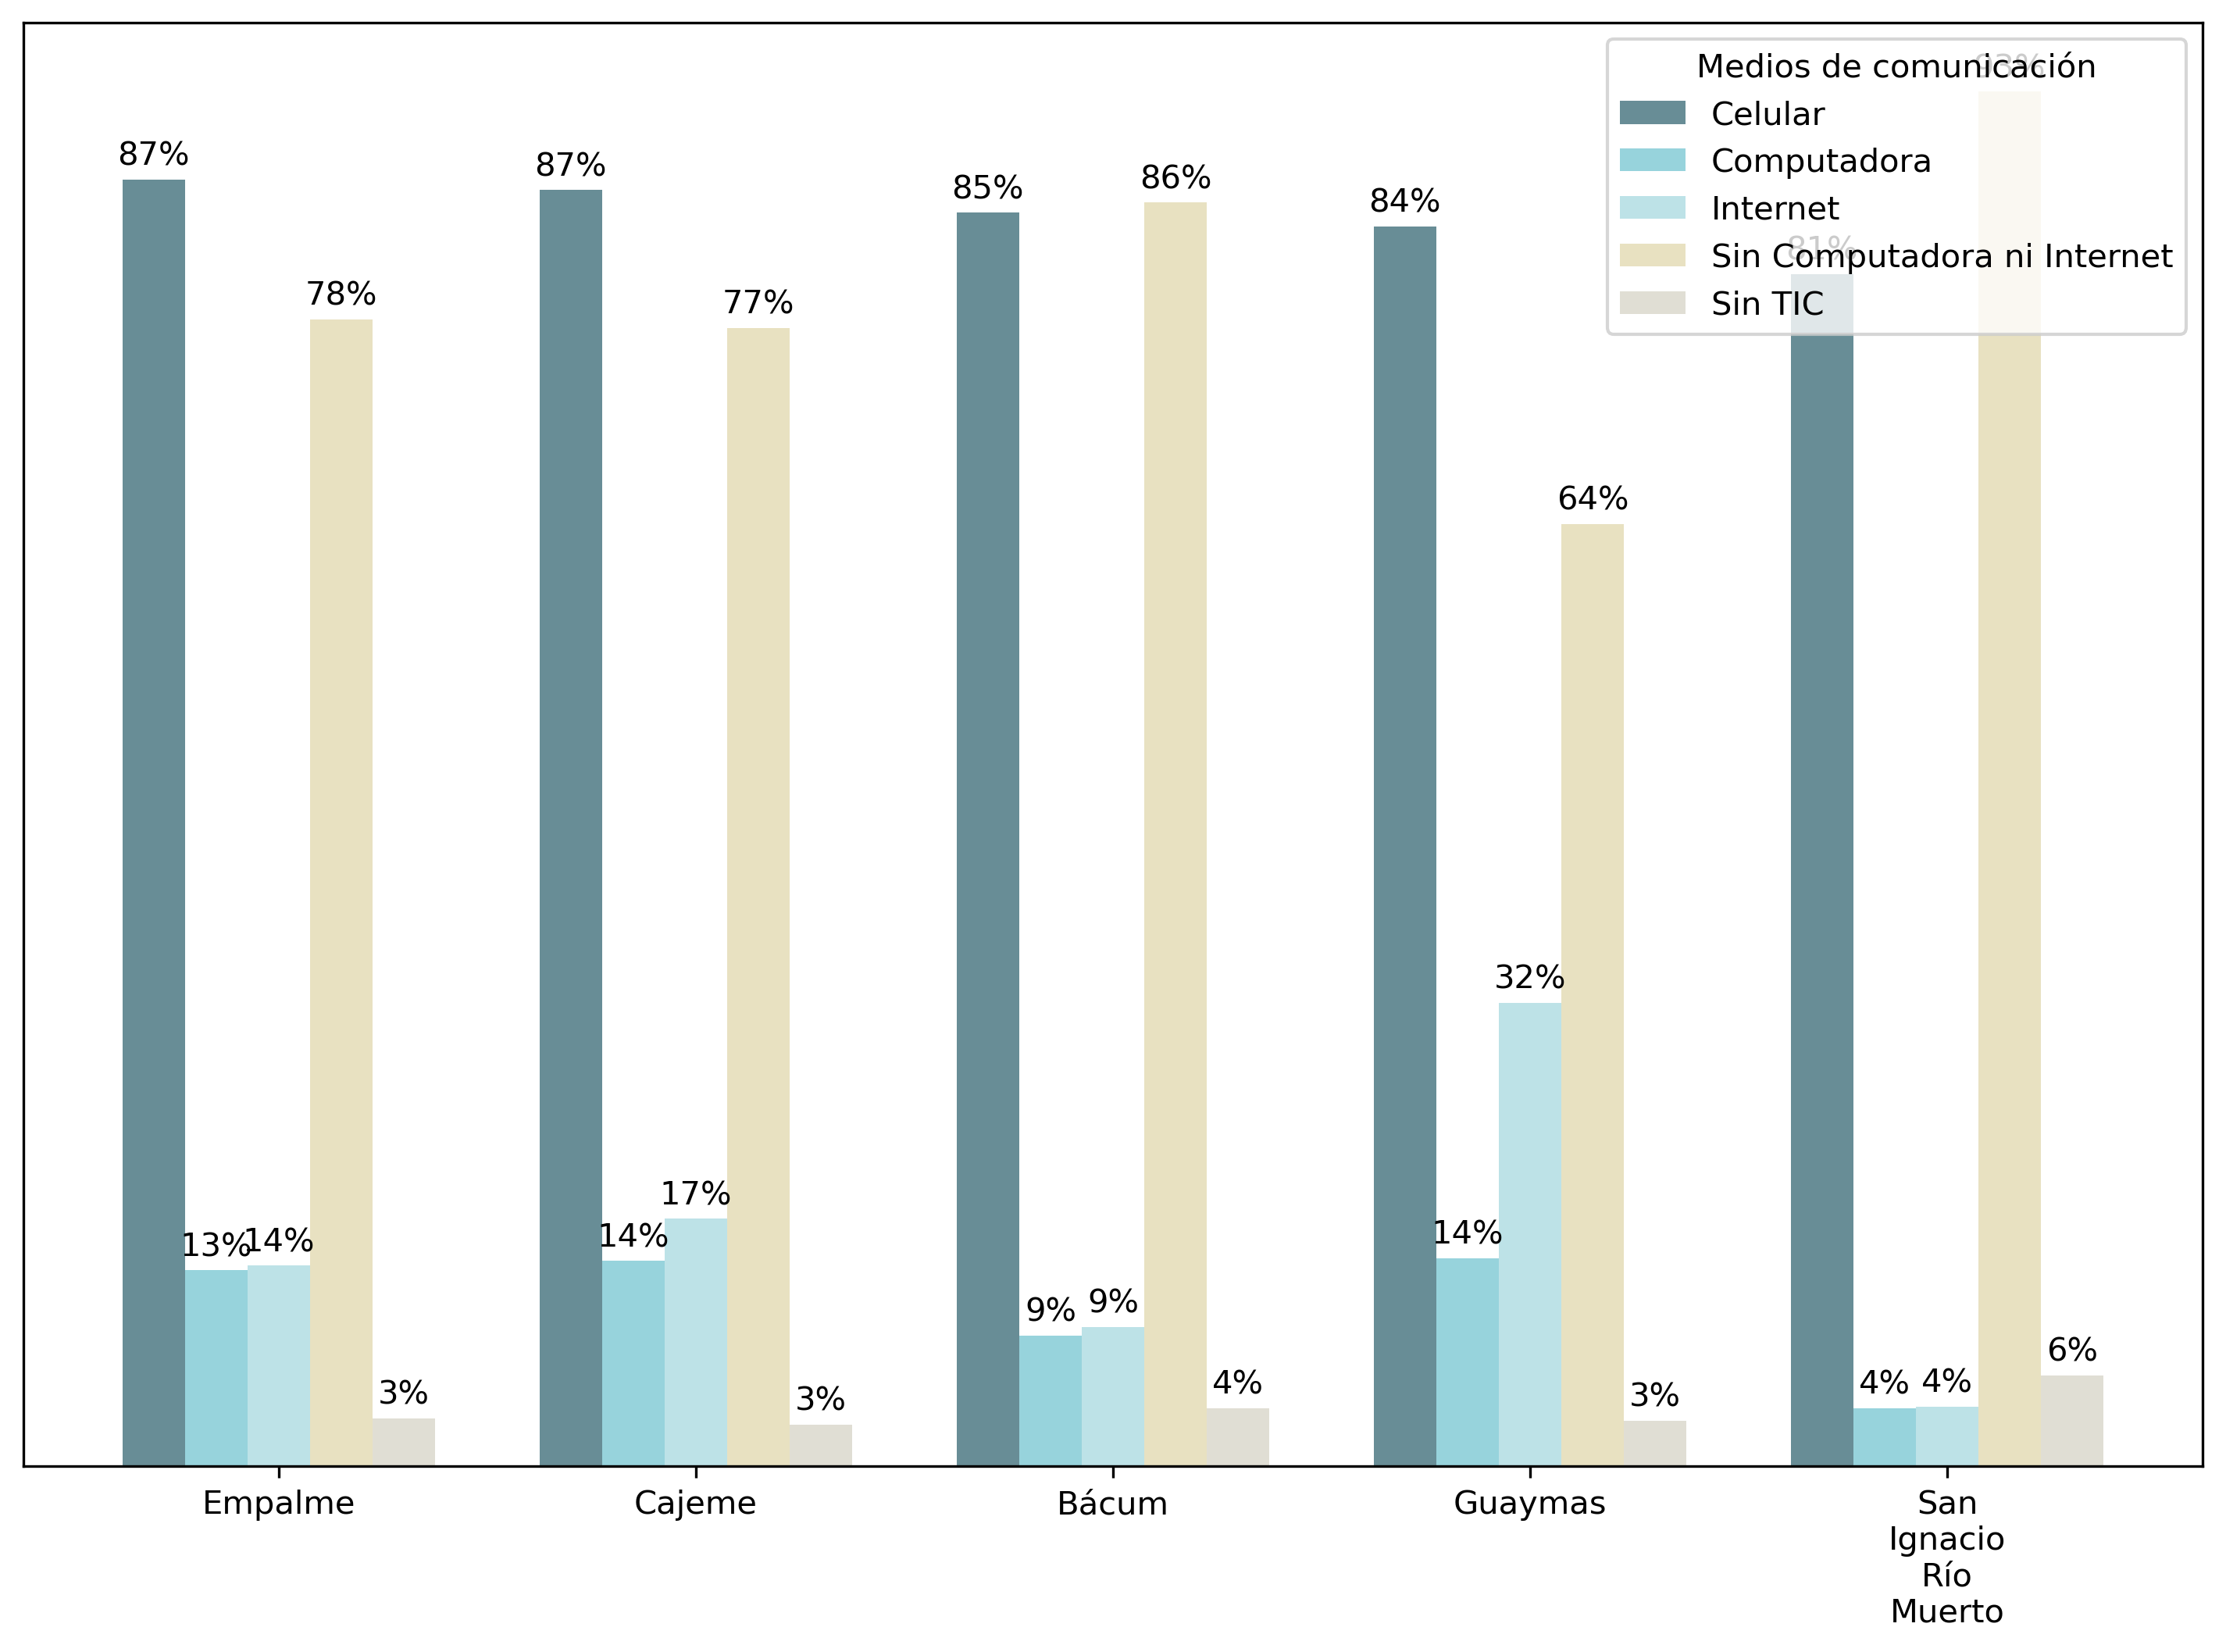 Medios de comunicación
Celular
Computadora
Internet
Sin Computadora ni Internet
Sin TIC
87%
13%
14%
78%
3%
87%
14%
17%
77%
3%
85%
9%
9%
86%
4%
84%
14%
32%
64%
3%
81%
4%
4%
93%
6%
Empalme
Cajeme
Bácum
Guaymas
San
Ignacio
Río
Muerto